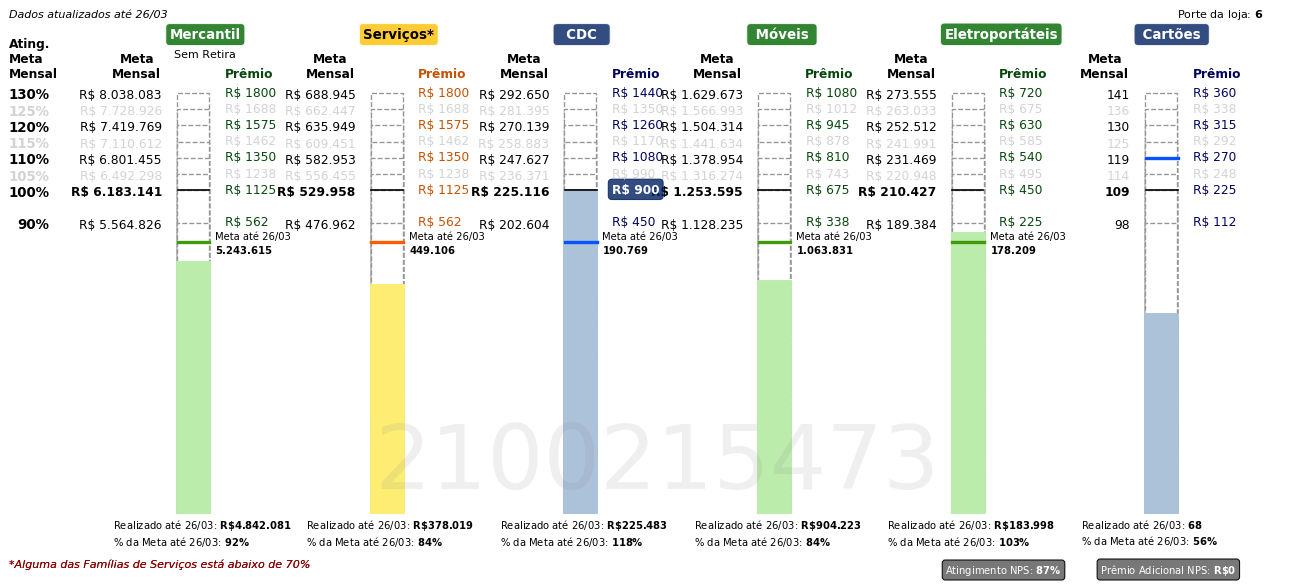 Dados atualizados até 26/03
Porte da loja: 6
Mercantil Serviços* CDC Móveis Eletroportáteis Cartões
Sem Retira
Ating. Meta Mensal
Meta Mensal Prêmio Meta Mensal Prêmio Meta Mensal Prêmio Meta Mensal Prêmio Meta Mensal Prêmio Meta Mensal Prêmio
130% R$ 8.038.083 R$ 1800 R$ 688.945 R$ 1800 R$ 292.650 R$ 1440 R$ 1.629.673 R$ 1080 R$ 273.555 R$ 720 141 R$ 360
125% R$ 7.728.926 R$ 1688 R$ 662.447 R$ 1688 R$ 281.395 R$ 1350 R$ 1.566.993 R$ 1012 R$ 263.033 R$ 675 136 R$ 338
120% R$ 7.419.769 R$ 1575 R$ 635.949 R$ 1575 R$ 270.139 R$ 1260 R$ 1.504.314 R$ 945 R$ 252.512 R$ 630 130 R$ 315
115% R$ 7.110.612 R$ 1462 R$ 609.451 R$ 1462 R$ 258.883 R$ 1170 R$ 1.441.634 R$ 878 R$ 241.991 R$ 585 125 R$ 292
110% R$ 6.801.455 R$ 1350 R$ 582.953 R$ 1350 R$ 247.627 R$ 1080 R$ 1.378.954 R$ 810 R$ 231.469 R$ 540 119 R$ 270
105% R$ 6.492.298 R$ 1238 R$ 556.455 R$ 1238 R$ 236.371 R$ 990 R$ 1.316.274 R$ 743 R$ 220.948 R$ 495 114 R$ 248
100% R$ 6.183.141 R$ 1125 R$ 529.958 R$ 1125 R$ 225.116 R$ 900 $ 1.253.595 R$ 675 R$ 210.427 R$ 450 109 R$ 225
90% R$ 5.564.826 R$ 562 R$ 476.962 R$ 562 R$ 202.604 R$ 450 R$ 1.128.235 R$ 338 R$ 189.384 R$ 225 98 R$ 112
Meta até 26/03 Meta até 26/03 Meta até 26/03 Meta até 26/03 Meta até 26/03
5.243.615 449.106 190.769 1.063.831 178.209
2100215473
Realizado até 26/03: R$4.842.081 Realizado até 26/03: R$378.019 Realizado até 26/03: R$225.483 Realizado até 26/03: R$904.223 Realizado até 26/03: R$183.998 Realizado até 26/03: 68
% da Meta até 26/03: 92% % da Meta até 26/03: 84% % da Meta até 26/03: 118% % da Meta até 26/03: 84% % da Meta até 26/03: 103% % da Meta até 26/03: 56%
*Alguma das Famílias de Serviços está abaixo de 70%
Atingimento NPS: 87% Prêmio Adicional NPS: R$0